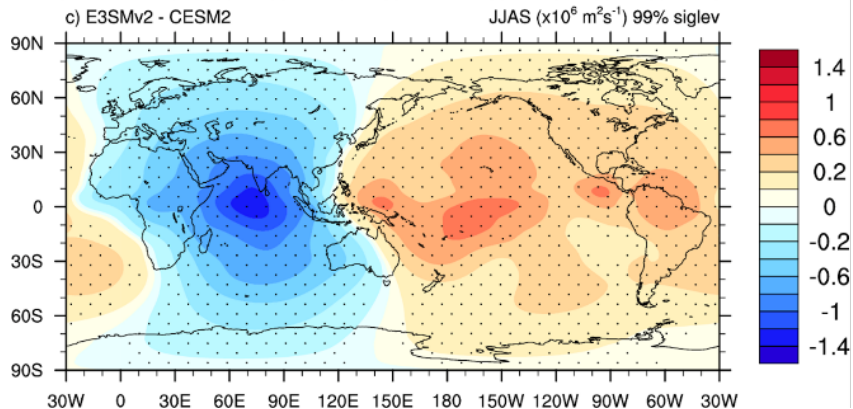 c) E3SMv2 - CESM2 JJAS (x10⁶ m²s⁻¹) 99% siglev
90N
60N
30N
0
30S
60S
90S
30W 0 30E 60E 90E 120E 150E 180 150W 120W 90W 60W 30W
1.4
1
0.6
0.2
0
-0.2
-0.6
-1
-1.4